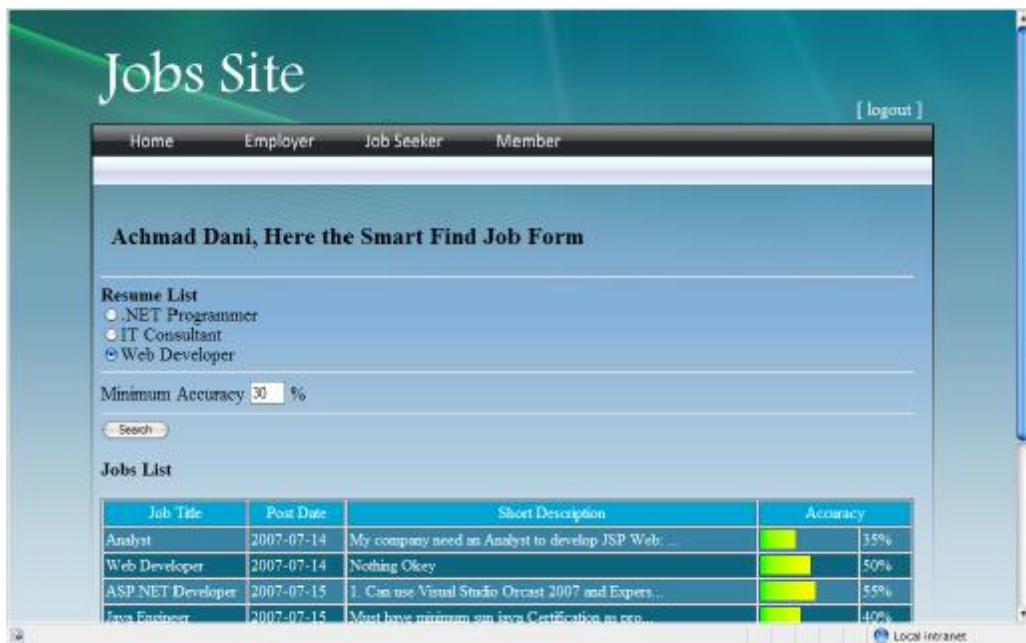 Jobs Site
[ logout ]
Home Employer Job Seeker Member
Achmad Dani, Here the Smart Find Job Form
Resume List
.NET Programmer
IT Consultant
Web Developer
Minimum Accuracy 30 %
Search
Jobs List
Job Title Post Date Short Description Accuracy
Analyst 2007-07-14 My company need an Analyst to develop JSP Web: ... 35%
Web Developer 2007-07-14 Nothing Okey 50%
ASP.NET Developer 2007-07-15 1. Can use Visual Studio Orcast 2007 and Expers... 55%
Java Engineer 2007-07-15 Must have minimum sun java Certification as pro... 40%
Local intranet